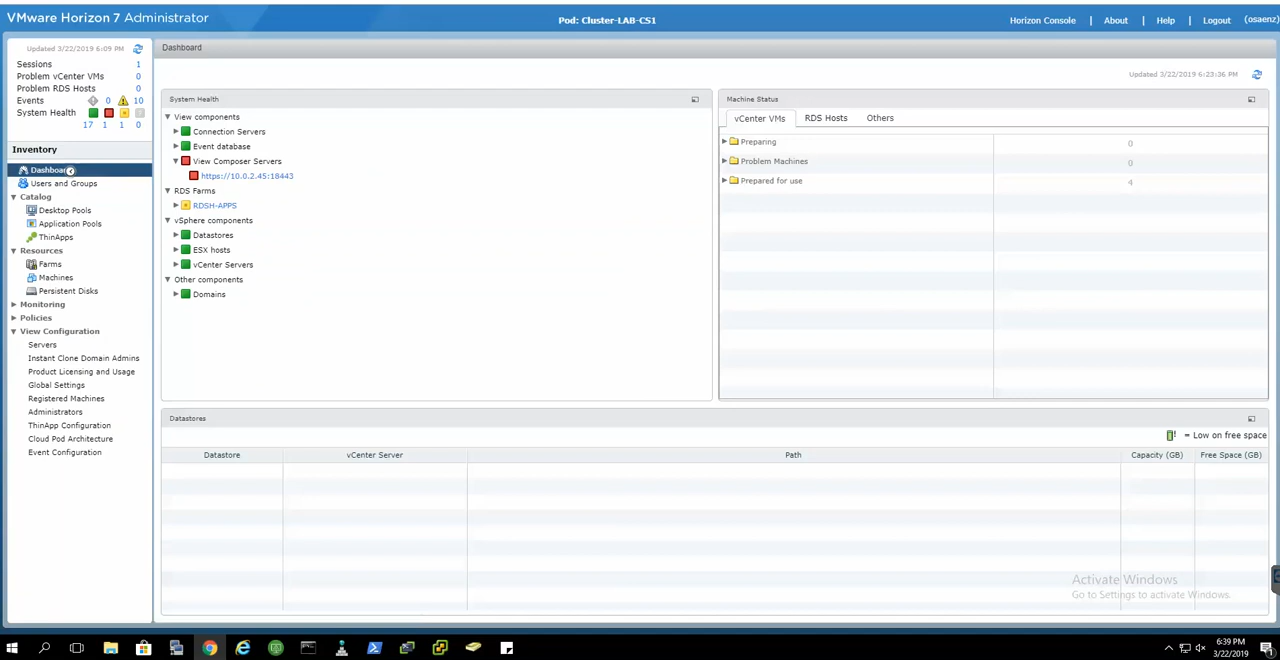 VMware Horizon 7 Administrator
Pod: Cluster-LAB-CS1
Horizon Console | About | Help | Logout (osaenz)
Updated 3/22/2019 6:09 PM
Sessions 1
Problem vCenter VMs 0
Problem RDS Hosts 0
Events 0 10
System Health
17 1 1 0
Inventory
Dashboard
Users and Groups
Catalog
Desktop Pools
Application Pools
ThinApps
Resources
Farms
Machines
Persistent Disks
Monitoring
Policies
View Configuration
Servers
Instant Clone Domain Admins
Product Licensing and Usage
Global Settings
Registered Machines
Administrators
ThinApp Configuration
Cloud Pod Architecture
Event Configuration
Dashboard
Updated 3/22/2019 6:23:36 PM
System Health
View components
Connection Servers
Event database
View Composer Servers
https://10.0.2.45:18443
RDS Farms
RDSH-APPS
vSphere components
Datastores
ESX hosts
vCenter Servers
Other components
Domains
Machine Status
vCenter VMs RDS Hosts Others
Preparing 0
Problem Machines 0
Prepared for use 4
Datastores
= Low on free space
Datastore vCenter Server Path Capacity (GB) Free Space (GB)
Activate Windows
Go to Settings to activate Windows.
6:39 PM
3/22/2019